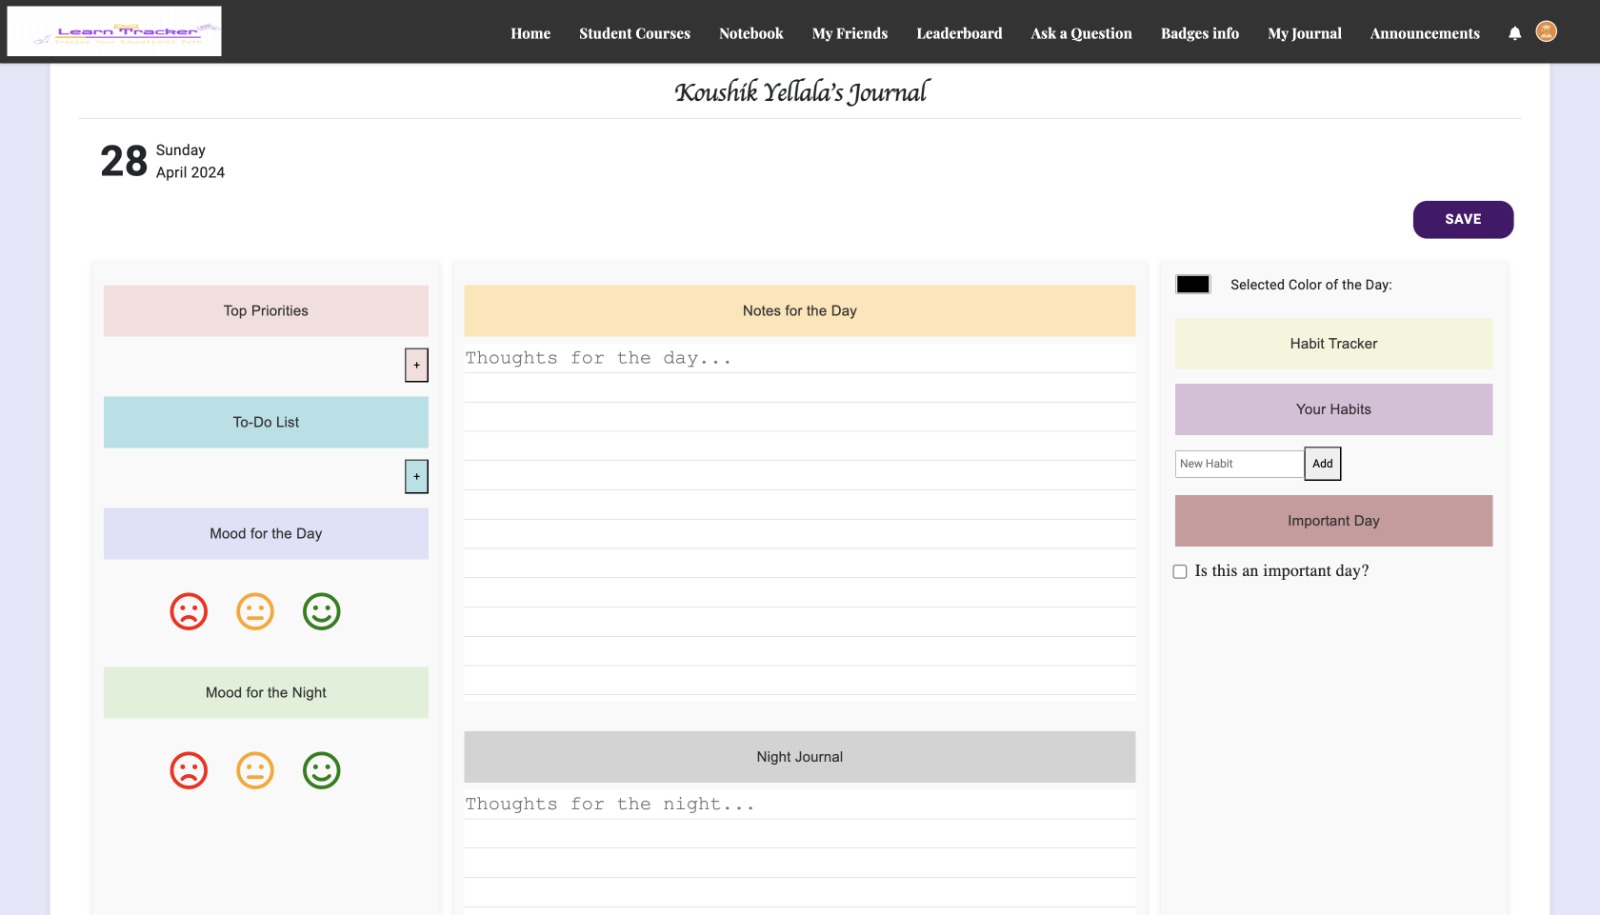 Learn Tracker
Home Student Courses Notebook My Friends Leaderboard Ask a Question Badges info My Journal Announcements
Koushik Yellala's Journal
28
Sunday
April 2024
SAVE
Top Priorities
+
To-Do List
+
Mood for the Day
Mood for the Night
Notes for the Day
Thoughts for the day...
Night Journal
Thoughts for the night...
Selected Color of the Day:
Habit Tracker
Your Habits
New Habit
Add
Important Day
Is this an important day?